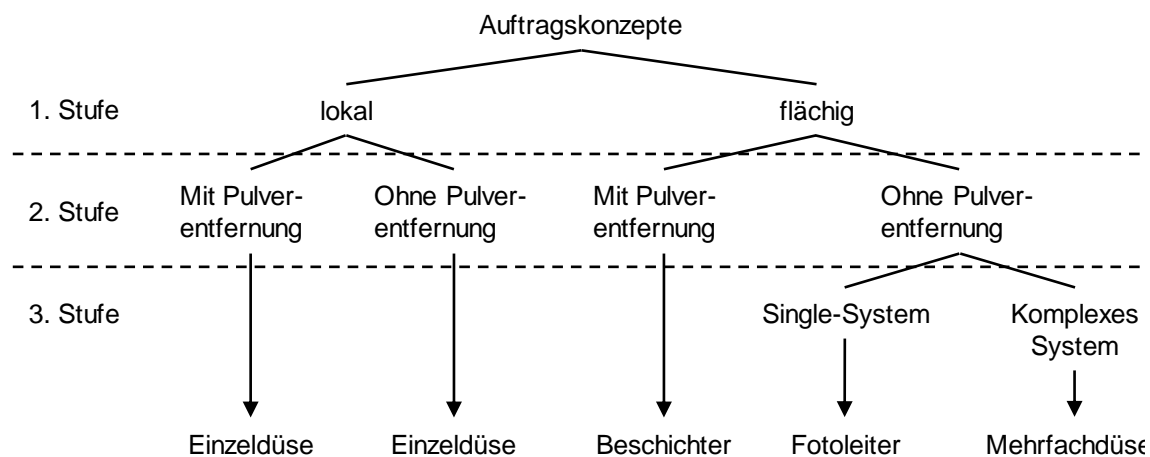 Auftragskonzepte
1. Stufe lokal flächig
2. Stufe
Mit Pulver-
entfernung
Ohne Pulver-
entfernung
Mit Pulver-
entfernung
Ohne Pulver-
entfernung
3. Stufe
Single-System
Komplexes
System
Einzeldüse Einzeldüse Beschichter Fotoleiter Mehrfachdüse